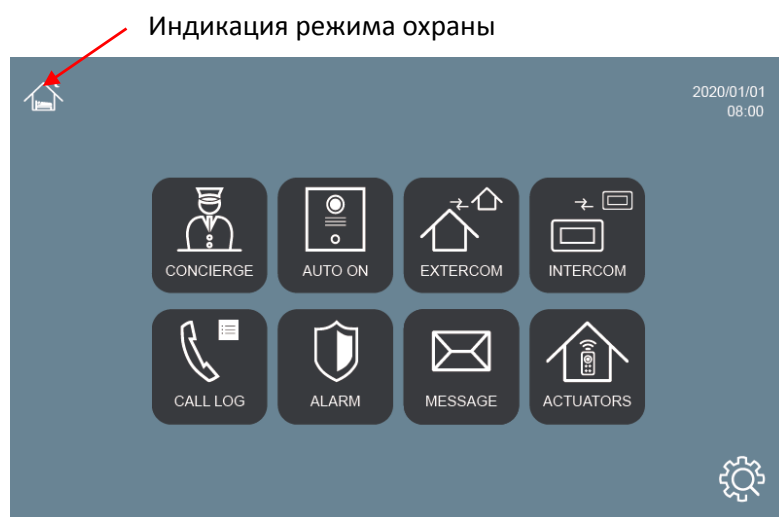 Индикация режима охраны
2020/01/01
08:00
CONCIERGE
AUTO ON
EXTERCOM
INTERCOM
CALL LOG
ALARM
MESSAGE
ACTUATORS